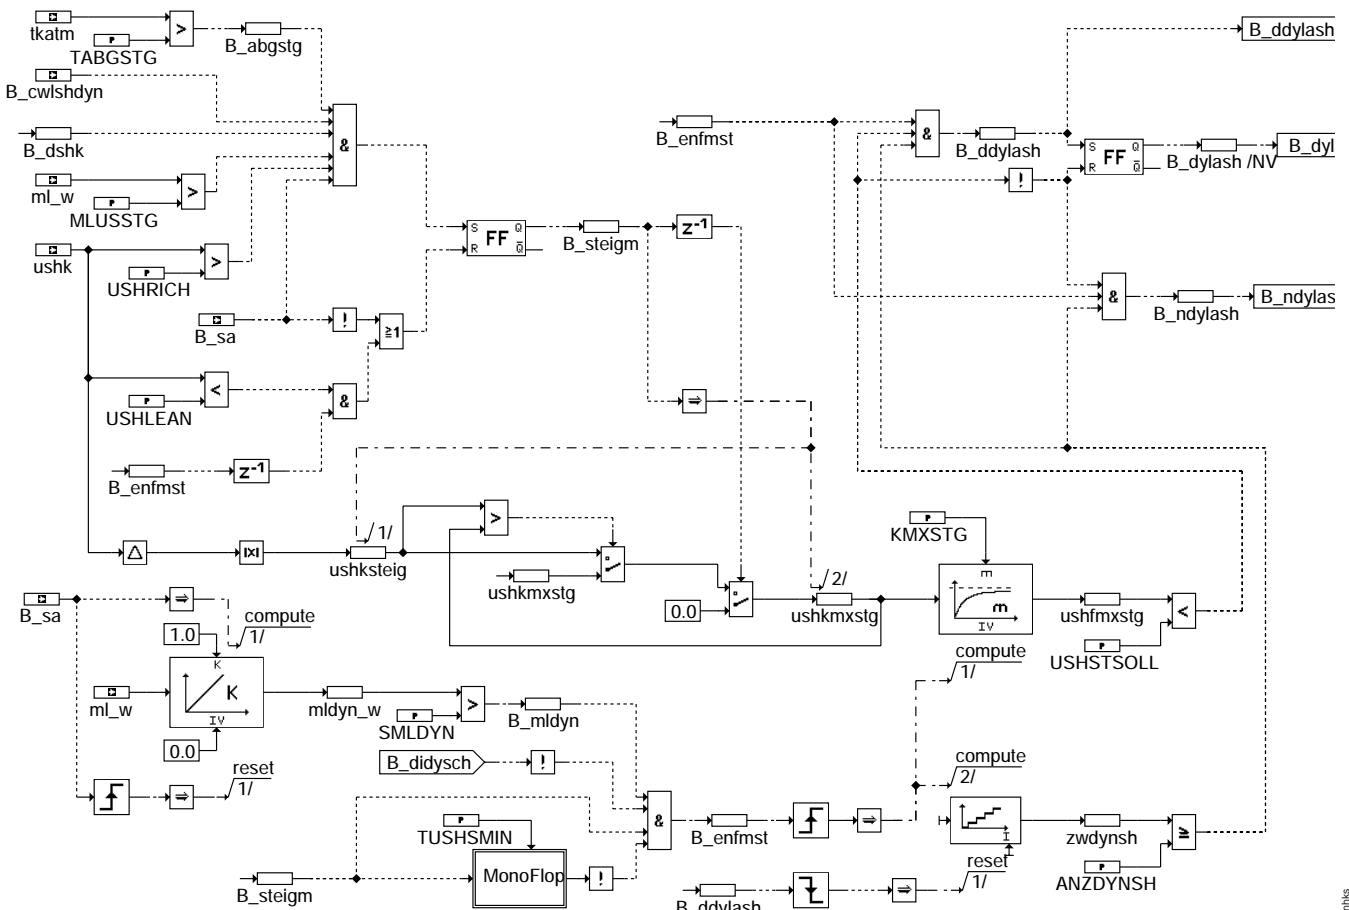 tkatm
TABGSTG
>
B_abgstg
B_ddylash
B_cwlshdyn
B_dshk
&
B_enfmst
&
B_ddylash
S Q
R Q
FF
B_dylash /NV
B_dyl
ml_w
MLUSSTG
>
!
ushk
USHRICH
>
S Q
R Q
FF
B_steigm
z-1
&
B_ndylash
B_ndylas
B_sa
!
≥1
USHLEAN
<
&
⇒
B_enfmst
z-1
1/
>
ushksteig
Δ
|x|
ushkmxstg
0.0
2/
ushkmxstg
KMXSTG
m
m
IV
ushfmxstg
<
USHSTSOLL
B_sa
⇒
compute
1/
1.0
K
K
IV
0.0
ml_w
mldyn_w
SMLDYN
>
B_mldyn
compute
1/
B_didysch
!
compute
2/
reset
1/
⇒
TUSHSMIN
MonoFlop
!
&
B_enfmst
⇒
I
zwdynsh
≥
ANZDYNSH
B_steigm
B_ddylash
⇒
reset
1/
nhks